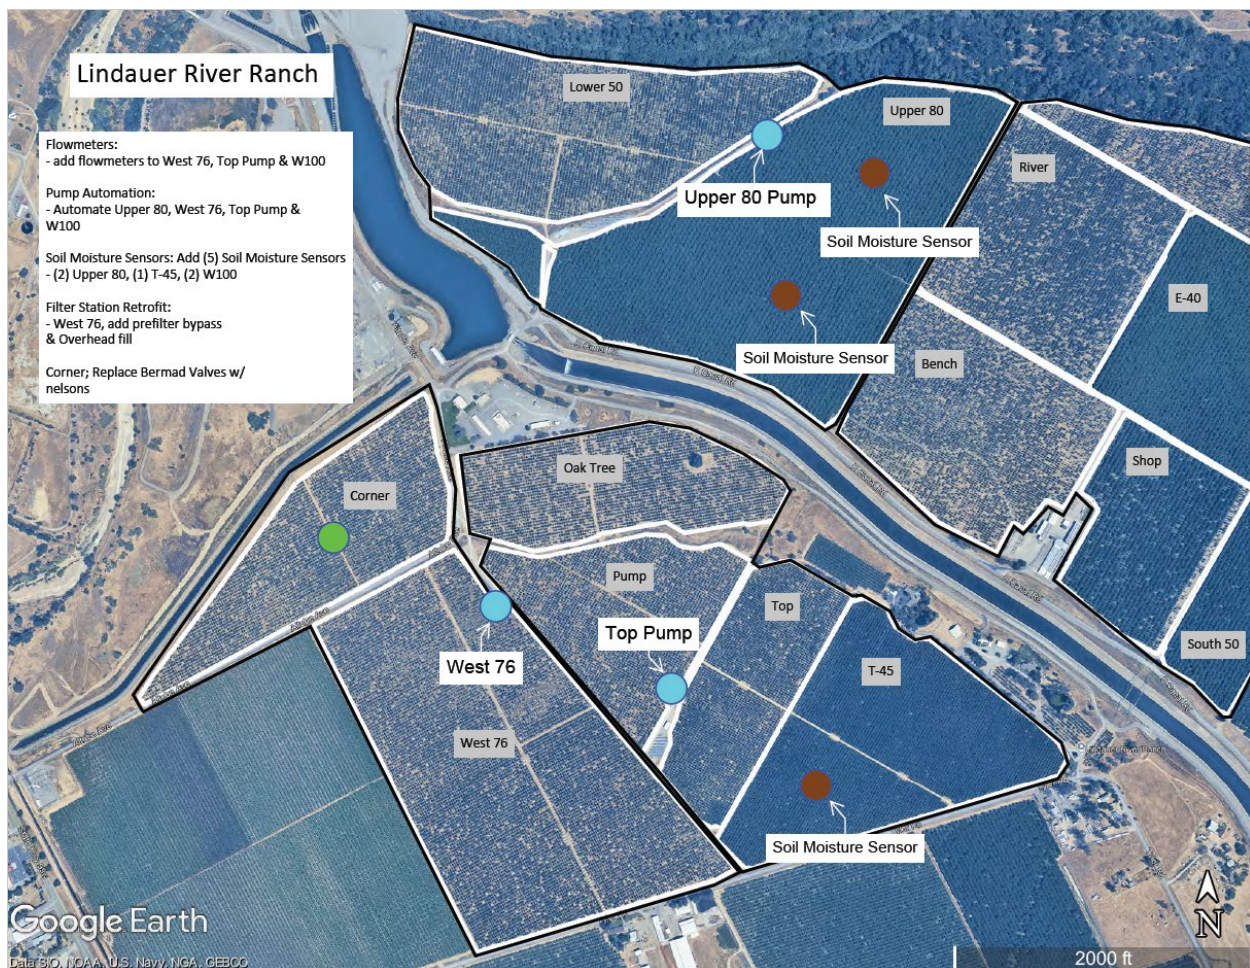 Lindauer River Ranch
Flowmeters:
- add flowmeters to West 76, Top Pump & W100
Pump Automation:
- Automate Upper 80, West 76, Top Pump &
W100
Soil Moisture Sensors: Add (5) Soil Moisture Sensors
- (2) Upper 80, (1) T-45, (2) W100
Filter Station Retrofit:
- West 76, add prefilter bypass
& Overhead fill
Corner; Replace Bermad Valves w/
nelsons
Lower 50
Upper 80
River
Upper 80 Pump
Soil Moisture Sensor
E-40
Soil Moisture Sensor
Bench
Shop
Oak Tree
Corner
Pump
Top
Top Pump
West 76
T-45
South 50
West 76
Soil Moisture Sensor
N
Google Earth
Data SIO, NOAA, U.S. Navy, NGA, GEBCO
2000 ft